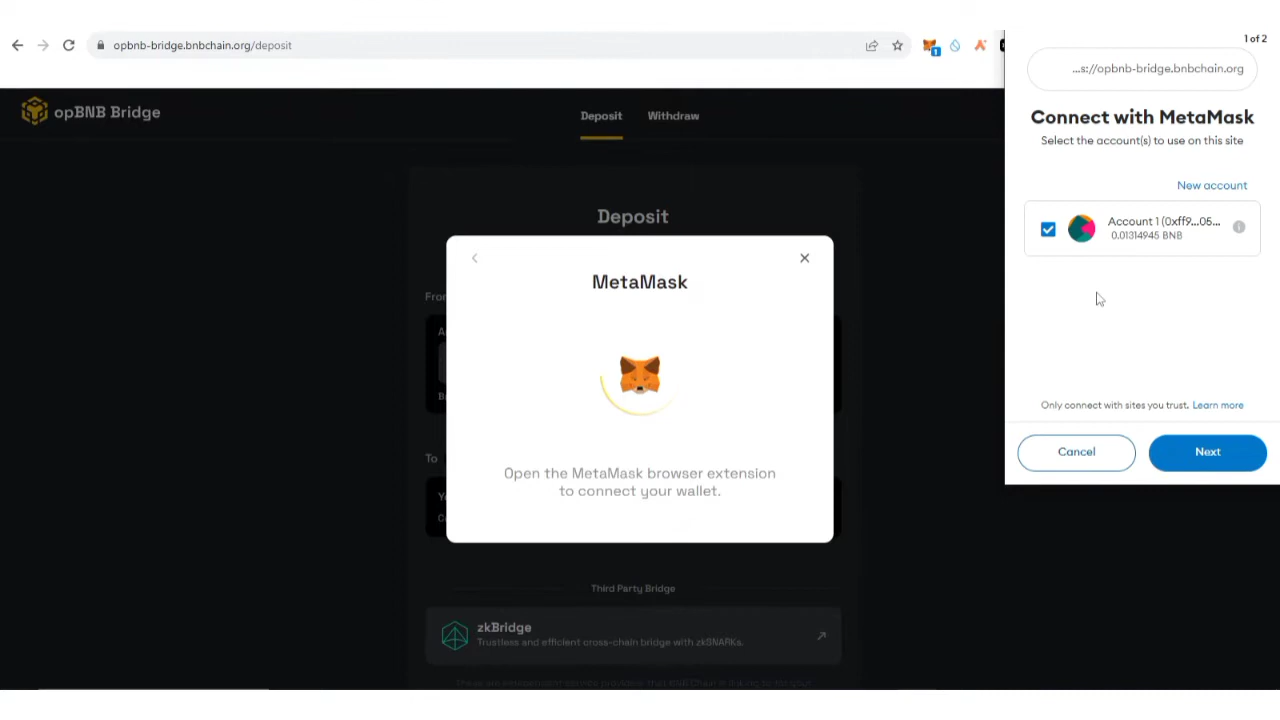 opbnb-bridge.bnbchain.org/deposit
1
1 of 2
...s://opbnb-bridge.bnbchain.org
Connect with MetaMask
Select the account(s) to use on this site
New account
Account 1 (0xff9...05...
0.01314945 BNB
Only connect with sites you trust. Learn more
Cancel
Next
opBNB Bridge
Deposit
Withdraw
Deposit
MetaMask
Open the MetaMask browser extension
to connect your wallet.
To
Third Party Bridge
zkBridge
Trustless and efficient cross-chain bridge with zkSNARKs.